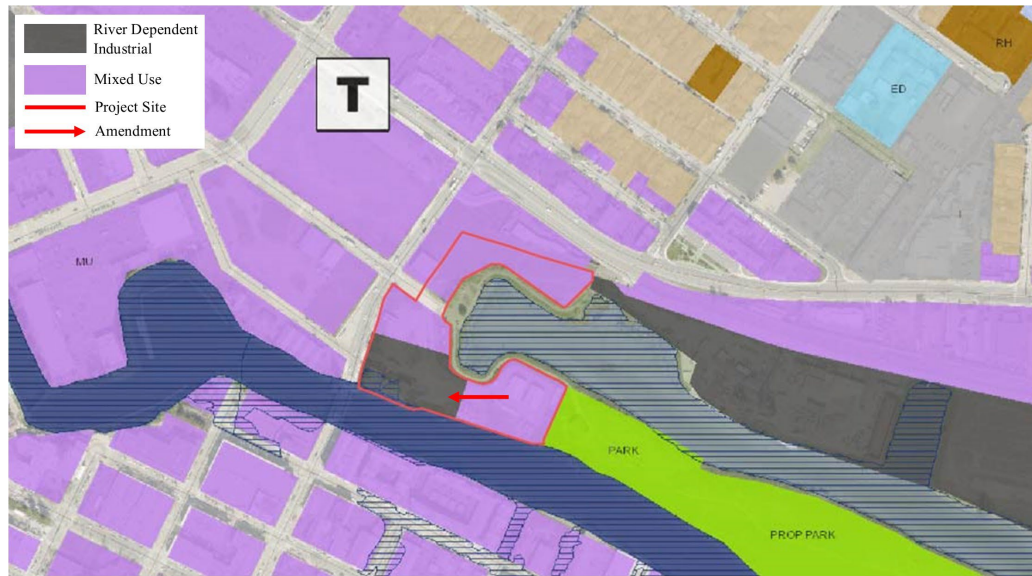 River Dependent
Industrial
Mixed Use
Project Site
Amendment
T
RH
ED
I
MU
PARK
PROP PARK